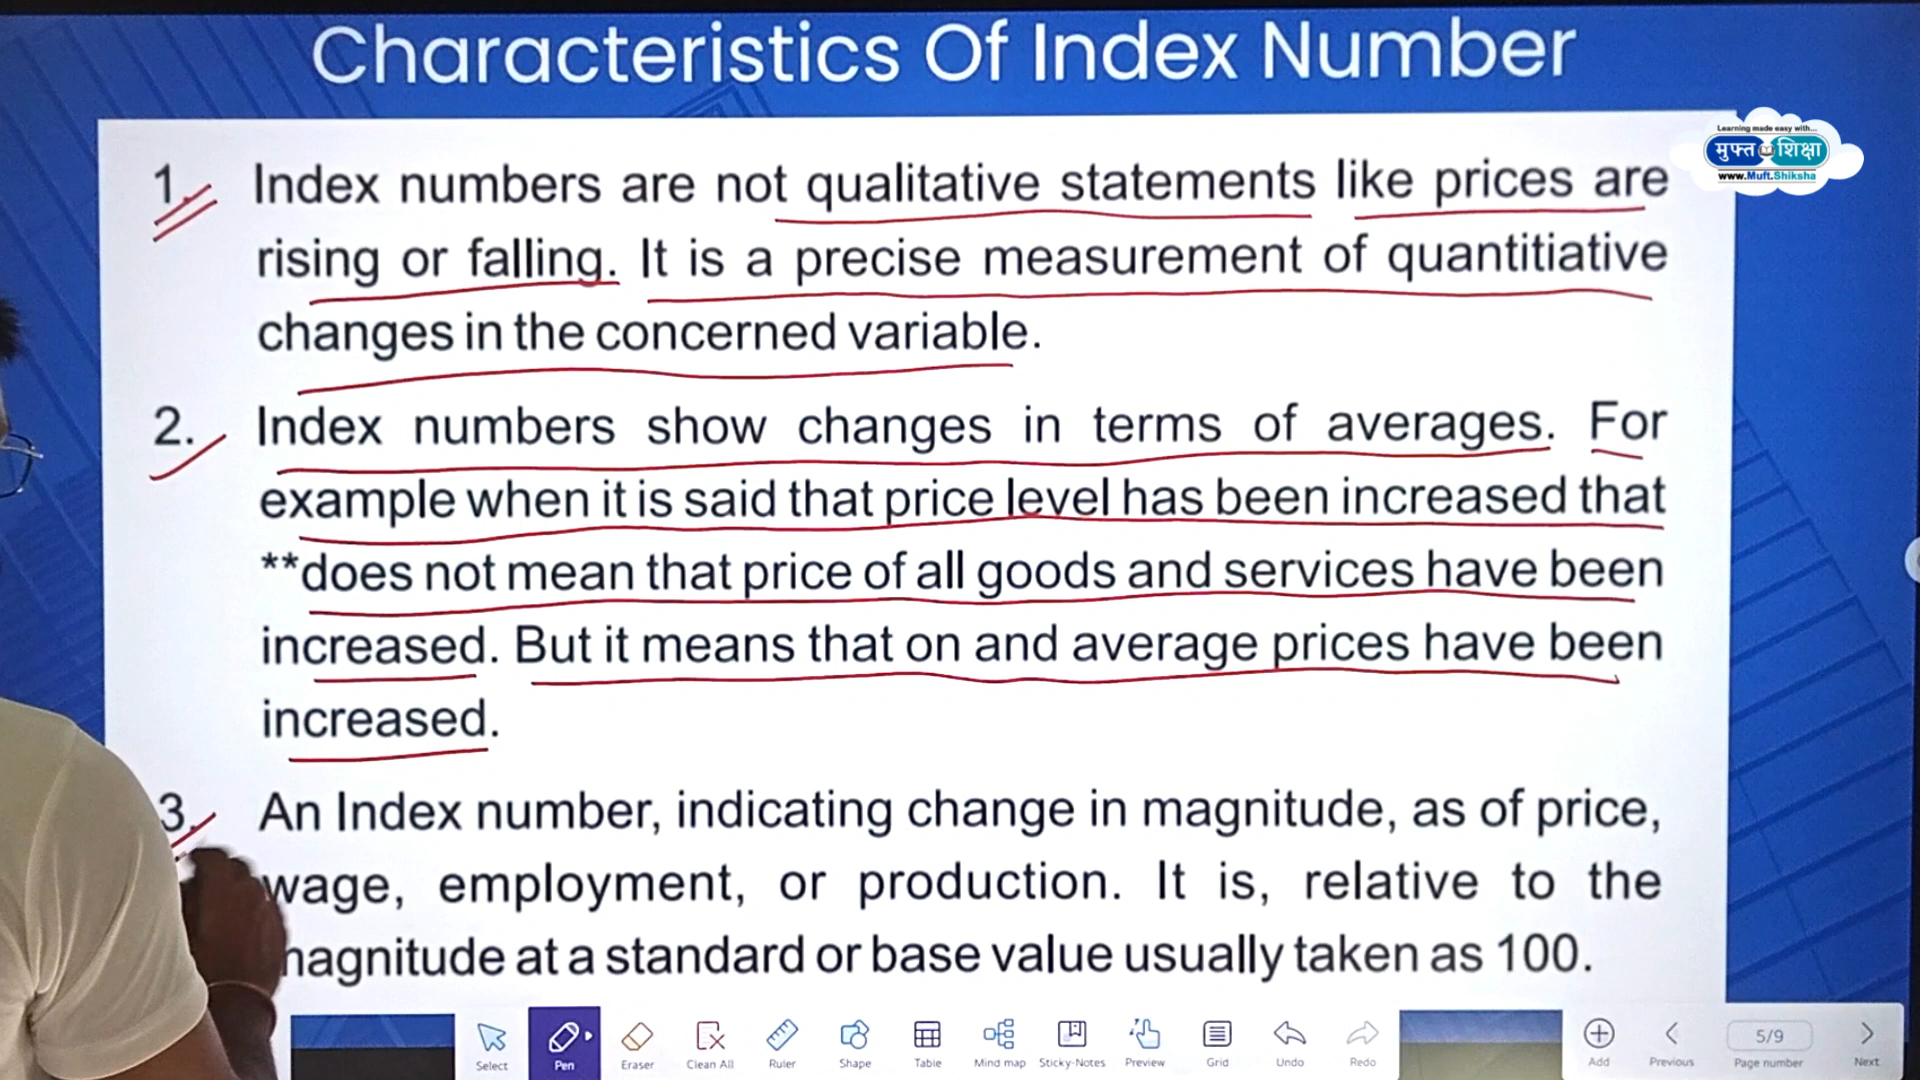 Characteristics Of Index Number
Learning made easy with...
मुफ्त शिक्षा
www.Muft.Shiksha
1. Index numbers are not qualitative statements like prices are
rising or falling. It is a precise measurement of quantitiative
changes in the concerned variable.
2. Index numbers show changes in terms of averages. For
example when it is said that price level has been increased that
**does not mean that price of all goods and services have been
increased. But it means that on and average prices have been
increased.
3. An Index number, indicating change in magnitude, as of price,
wage, employment, or production. It is, relative to the
magnitude at a standard or base value usually taken as 100.
Select Pen Eraser Clean All Ruler Shape Table Mind map Sticky-Notes Preview Grid Undo Redo
5/9
Add Previous Page number Next